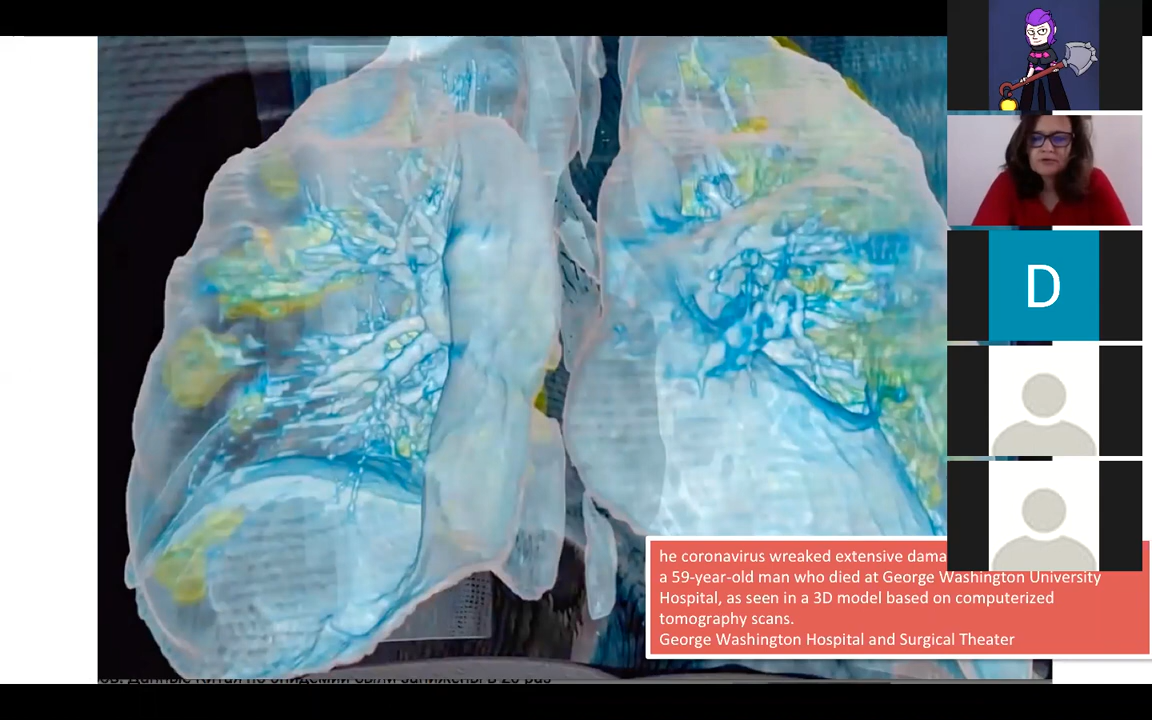 D
he coronavirus wreaked extensive dama
a 59-year-old man who died at George Washington University
Hospital, as seen in a 3D model based on computerized
tomography scans.
George Washington Hospital and Surgical Theater